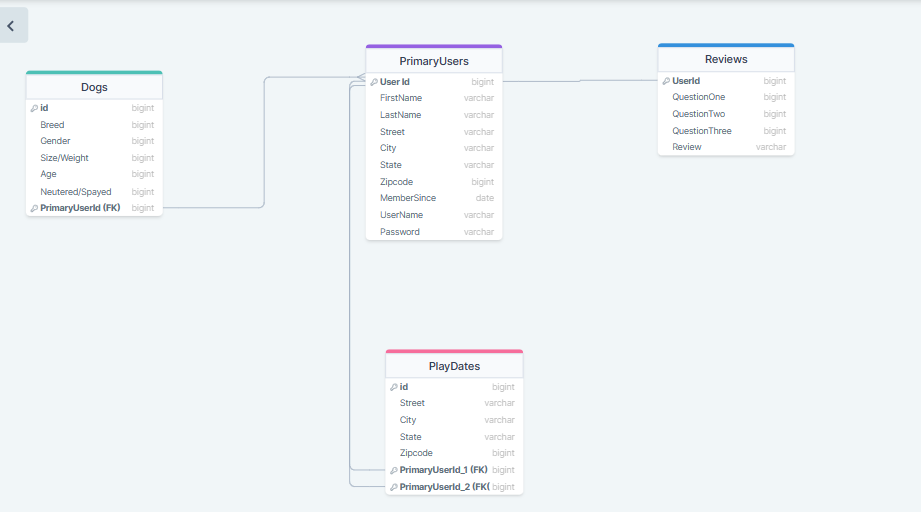 Dogs
id bigint
Breed bigint
Gender bigint
Size/Weight bigint
Age bigint
Neutered/Spayed bigint
PrimaryUserId (FK) bigint
PrimaryUsers
User Id bigint
FirstName varchar
LastName varchar
Street varchar
City varchar
State varchar
Zipcode bigint
MemberSince date
UserName varchar
Password varchar
Reviews
UserId bigint
QuestionOne bigint
QuestionTwo bigint
QuestionThree bigint
Review varchar
PlayDates
id bigint
Street varchar
City varchar
State varchar
Zipcode bigint
PrimaryUserId_1 (FK) bigint
PrimaryUserId_2 (FK( bigint